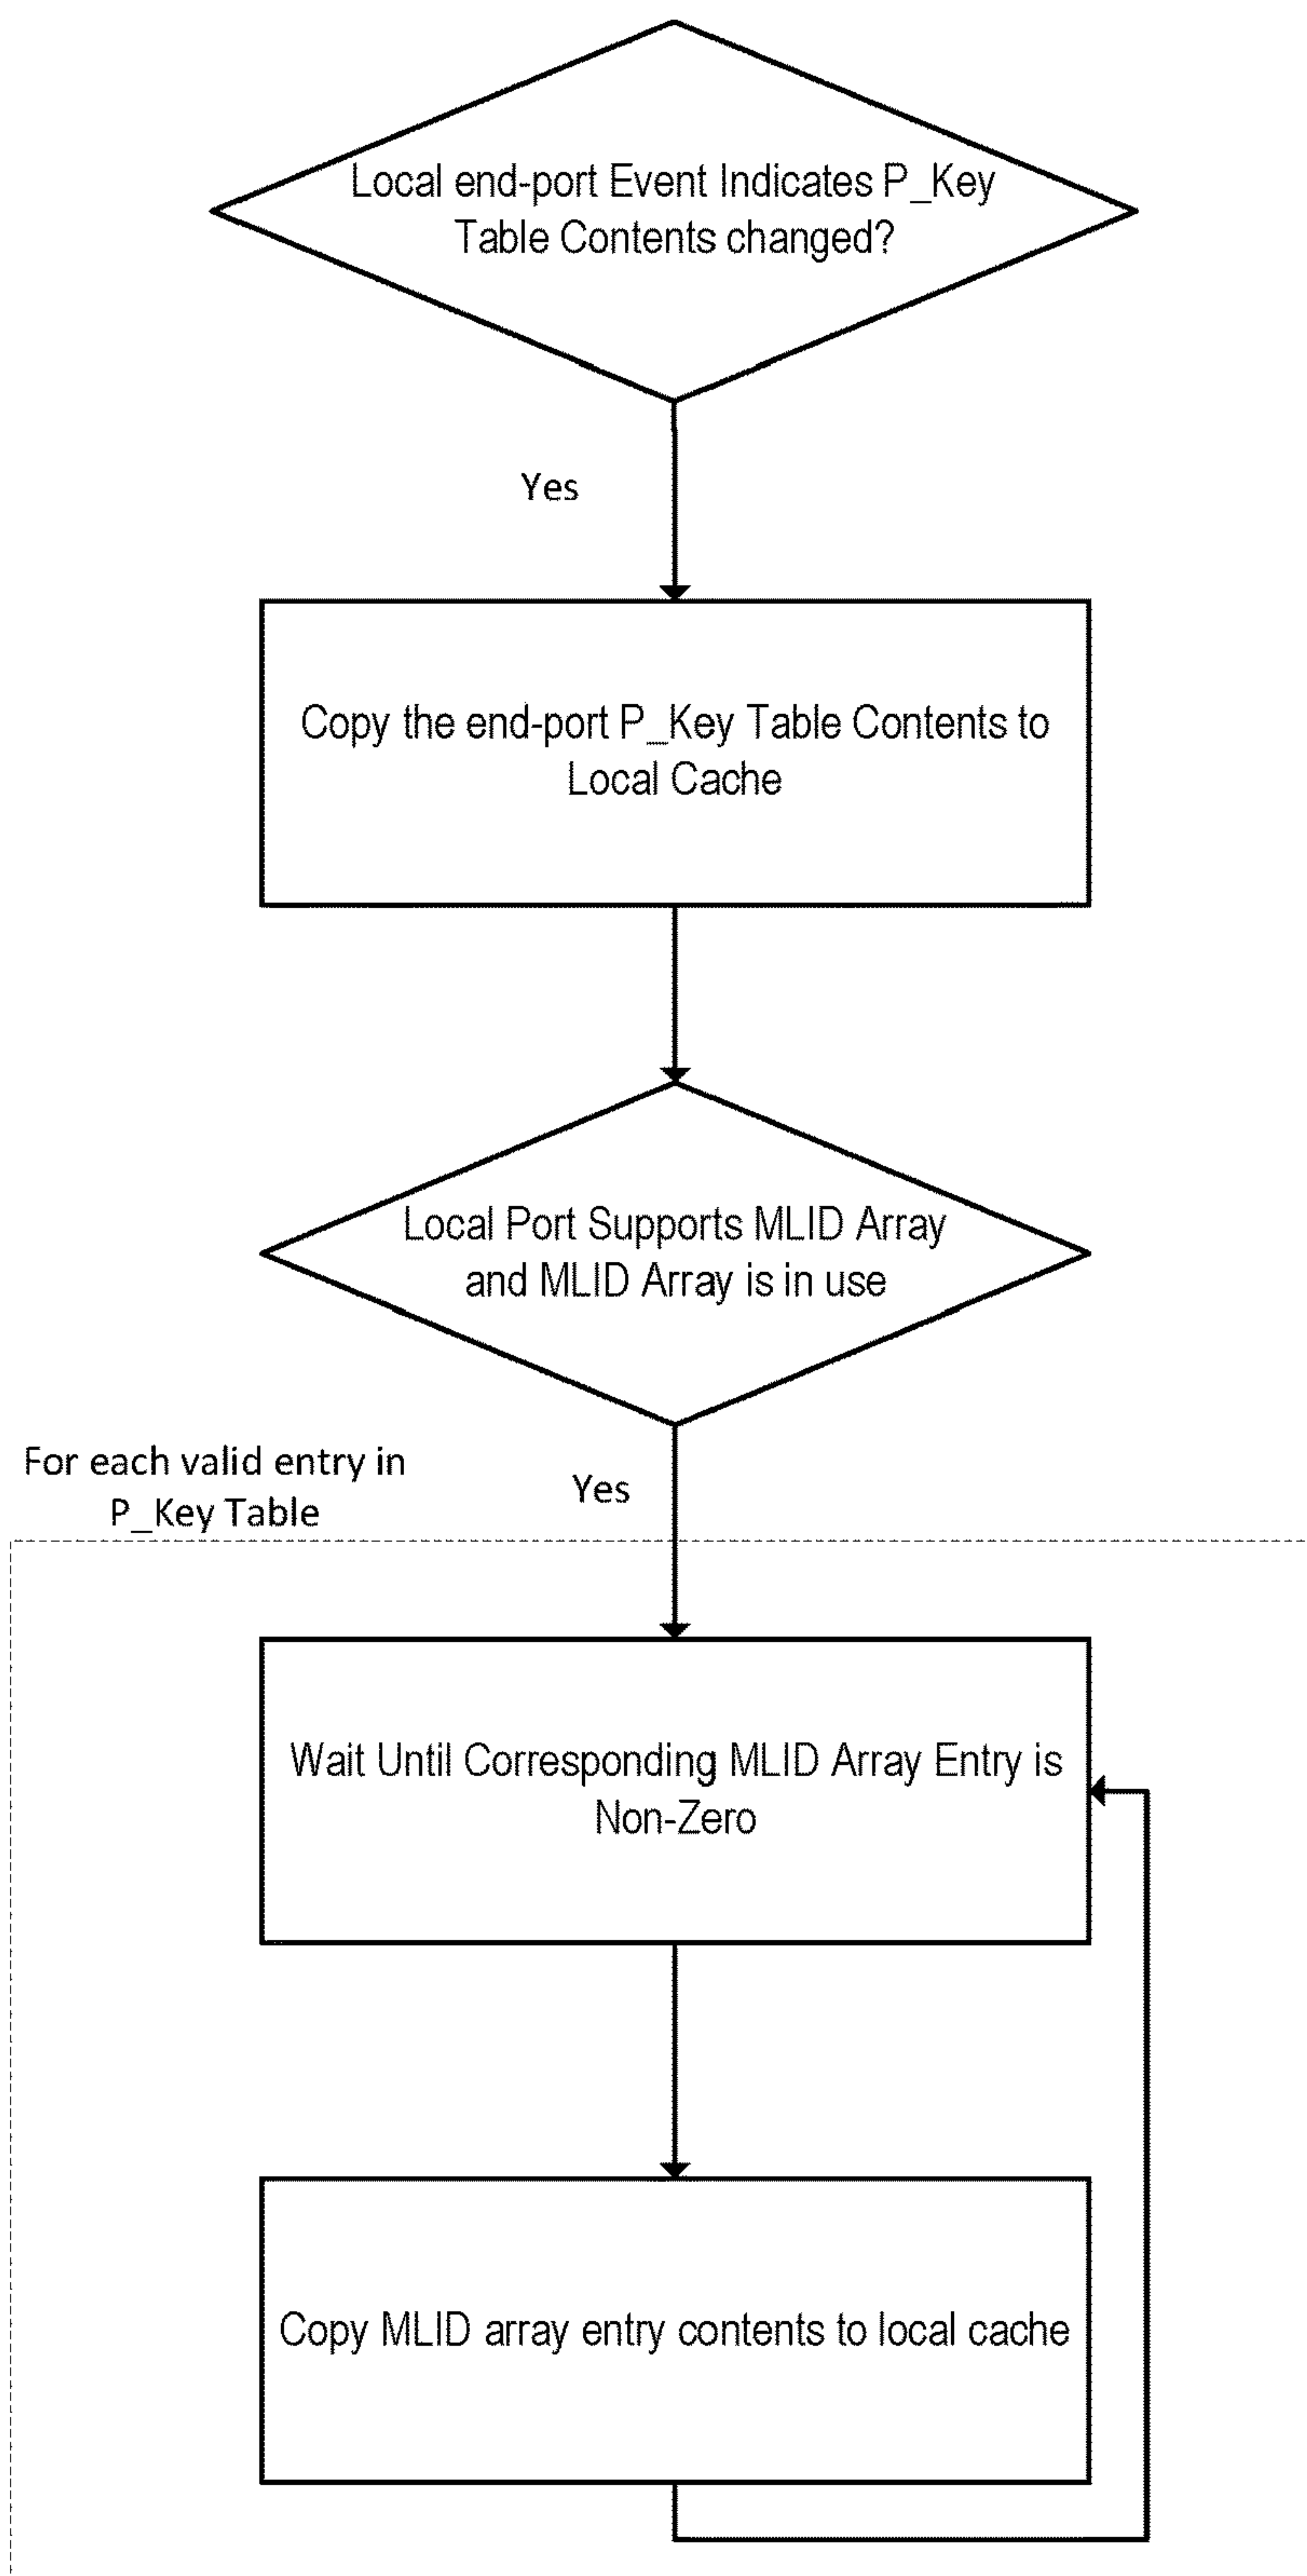 Local end-port Event Indicates P_Key
Table Contents changed?
Yes
Copy the end-port P_Key Table Contents to
Local Cache
Local Port Supports MLID Array
and MLID Array is in use
For each valid entry in
P_Key Table
Yes
Wait Until Corresponding MLID Array Entry is
Non-Zero
Copy MLID array entry contents to local cache